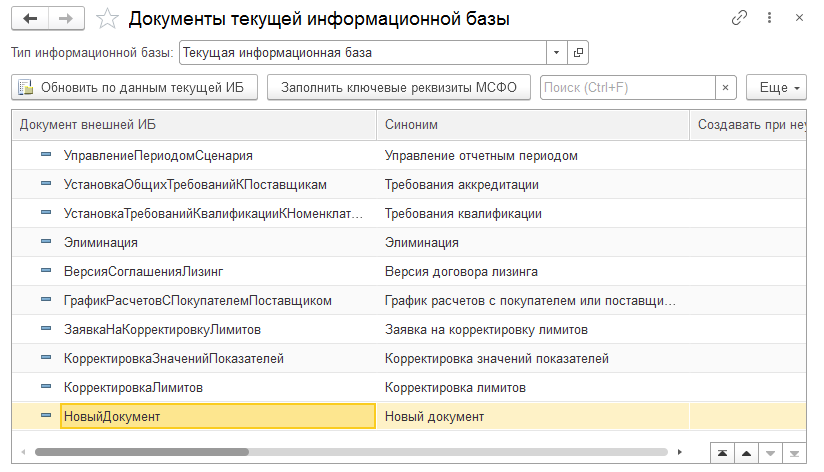 Документы текущей информационной базы
Тип информационной базы: Текущая информационная база
Обновить по данным текущей ИБ Заполнить ключевые реквизиты МСФО Поиск (Ctrl+F) × Еще
Документ внешней ИБ Синоним Создавать при неу
УправлениеПериодомСценария Управление отчетным периодом
УстановкаОбщихТребованийКПоставщикам Требования аккредитации
УстановкаТребованийКвалификацииКНоменклат... Требования квалификации
Элиминация Элиминация
ВерсияСоглашенияЛизинг Версия договора лизинга
ГрафикРасчетовСПокупателемПоставщиком График расчетов с покупателем или поставщи...
ЗаявкаНаКорректировкуЛимитов Заявка на корректировку лимитов
КорректировкаЗначенийПоказателей Корректировка значений показателей
КорректировкаЛимитов Корректировка лимитов
НовыйДокумент Новый документ